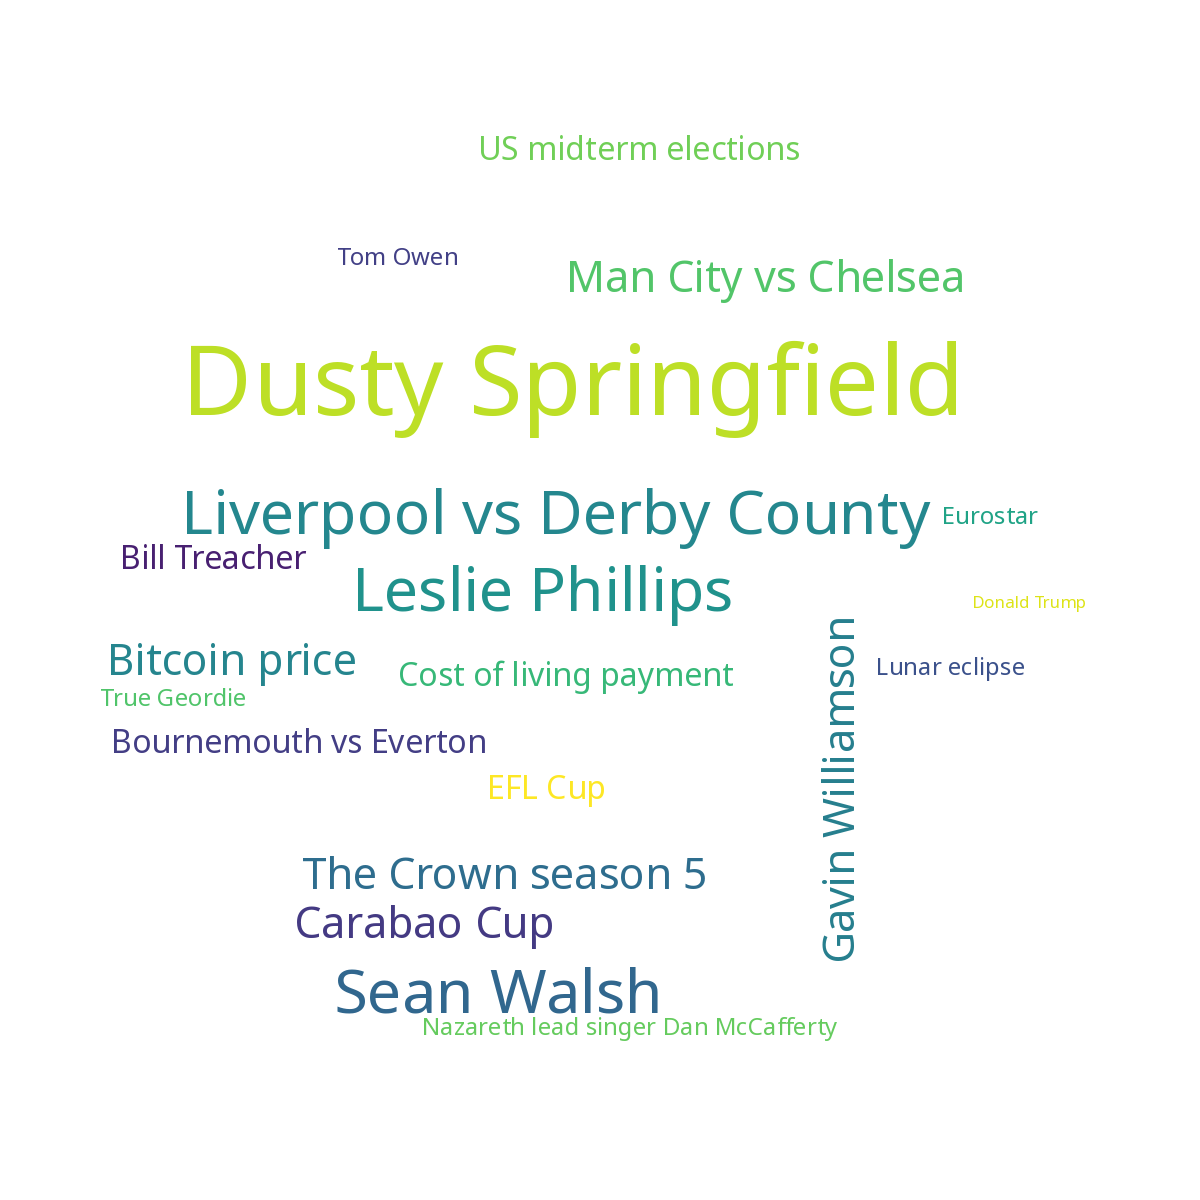 US midterm elections
Tom Owen
Man City vs Chelsea
Dusty Springfield
Liverpool vs Derby County
Eurostar
Bill Treacher
Leslie Phillips
Donald Trump
Bitcoin price
Cost of living payment
Lunar eclipse
True Geordie
Gavin Williamson
Bournemouth vs Everton
EFL Cup
The Crown season 5
Carabao Cup
Sean Walsh
Nazareth lead singer Dan McCafferty